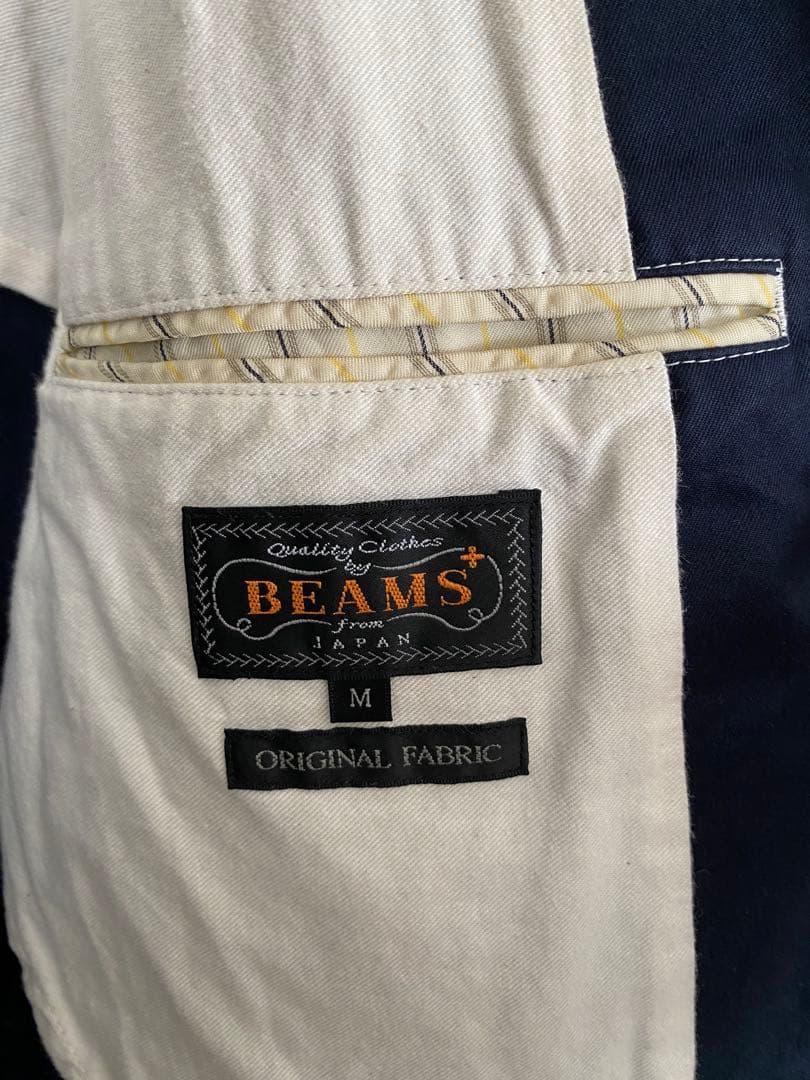 Quality Clothes
by
BEAMS+
from
JAPAN
M
ORIGINAL FABRIC